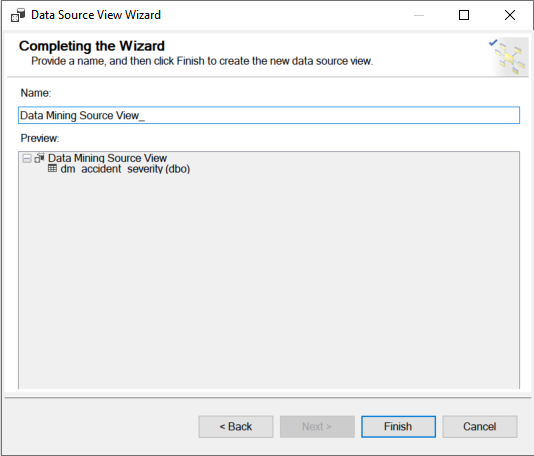 Data Source View Wizard
Completing the Wizard
Provide a name, and then click Finish to create the new data source view.
Name:
Data Mining Source View_
Preview:
Data Mining Source View
dm_accident_severity (dbo)
< Back
Next >
Finish
Cancel